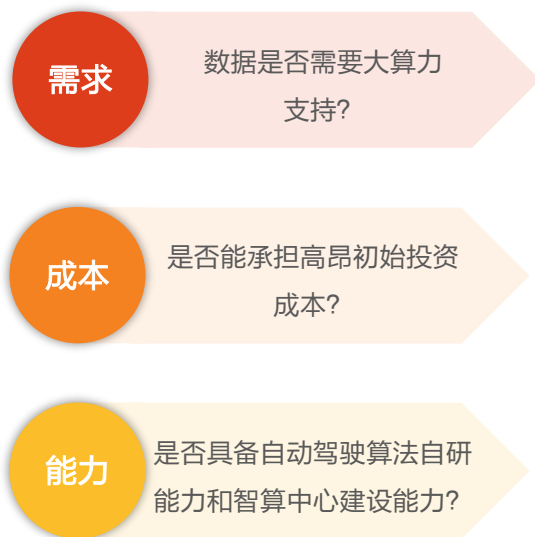 需求
数据是否需要大算力
支持?
成本
是否能承担高昂初始投资
成本?
能力
是否具备自动驾驶算法自研
能力和智算中心建设能力?